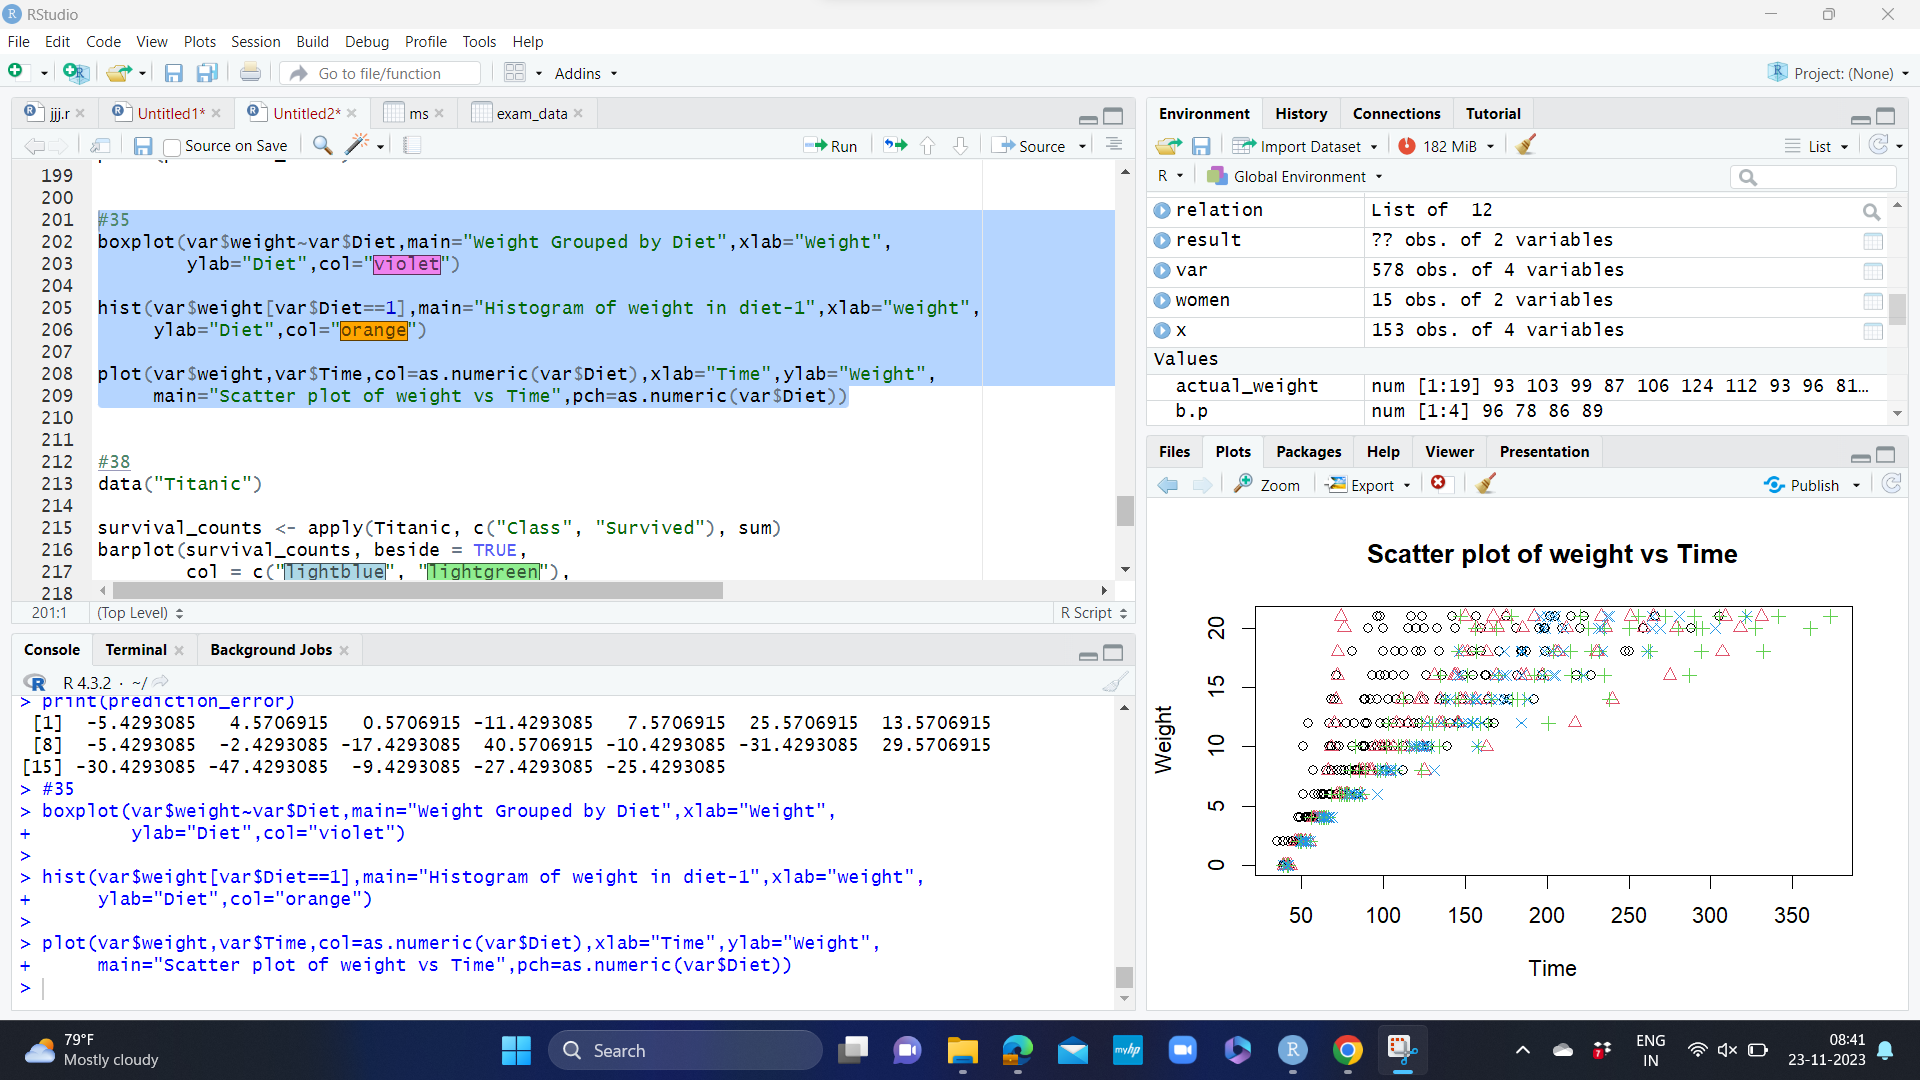 RStudio
File Edit Code View Plots Session Build Debug Profile Tools Help
Go to file/function Addins Project: (None)
jjj.r Untitled1* Untitled2* ms exam_data
Source on Save Run Source
199
200
201 #35
202 boxplot(var$weight~var$Diet,main="Weight Grouped by Diet",xlab="Weight",
203 ylab="Diet",col="violet")
204
205 hist(var$weight[var$Diet==1],main="Histogram of weight in diet-1",xlab="weight",
206 ylab="Diet",col="orange")
207
208 plot(var$weight,var$Time,col=as.numeric(var$Diet),xlab="Time",ylab="Weight",
209 main="Scatter plot of weight vs Time",pch=as.numeric(var$Diet))
210
211
212 #38
213 data("Titanic")
214
215 survival_counts <- apply(Titanic, c("Class", "Survived"), sum)
216 barplot(survival_counts, beside = TRUE,
217 col = c("lightblue", "lightgreen"),
218
201:1 (Top Level) R Script
Console Terminal Background Jobs
R 4.3.2 · ~/
> print(prediction_error)
[1] -5.4293085 4.5706915 0.5706915 -11.4293085 7.5706915 25.5706915 13.5706915
[8] -5.4293085 -2.4293085 -17.4293085 40.5706915 -10.4293085 -31.4293085 29.5706915
[15] -30.4293085 -47.4293085 -9.4293085 -27.4293085 -25.4293085
> #35
> boxplot(var$weight~var$Diet,main="Weight Grouped by Diet",xlab="Weight",
+ ylab="Diet",col="violet")
>
> hist(var$weight[var$Diet==1],main="Histogram of weight in diet-1",xlab="weight",
+ ylab="Diet",col="orange")
>
> plot(var$weight,var$Time,col=as.numeric(var$Diet),xlab="Time",ylab="Weight",
+ main="Scatter plot of weight vs Time",pch=as.numeric(var$Diet))
>
Environment History Connections Tutorial
Import Dataset 182 MiB List
R Global Environment
relation List of 12
result ?? obs. of 2 variables
var 578 obs. of 4 variables
women 15 obs. of 2 variables
x 153 obs. of 4 variables
Values
actual_weight num [1:19] 93 103 99 87 106 124 112 93 96 81…
b.p num [1:4] 96 78 86 89
Files Plots Packages Help Viewer Presentation
Zoom Export Publish
Scatter plot of weight vs Time
Weight
20
15
10
5
0
50 100 150 200 250 300 350
Time
79°F
Mostly cloudy
Search
myhp
7
ENG
IN
08:41
23-11-2023